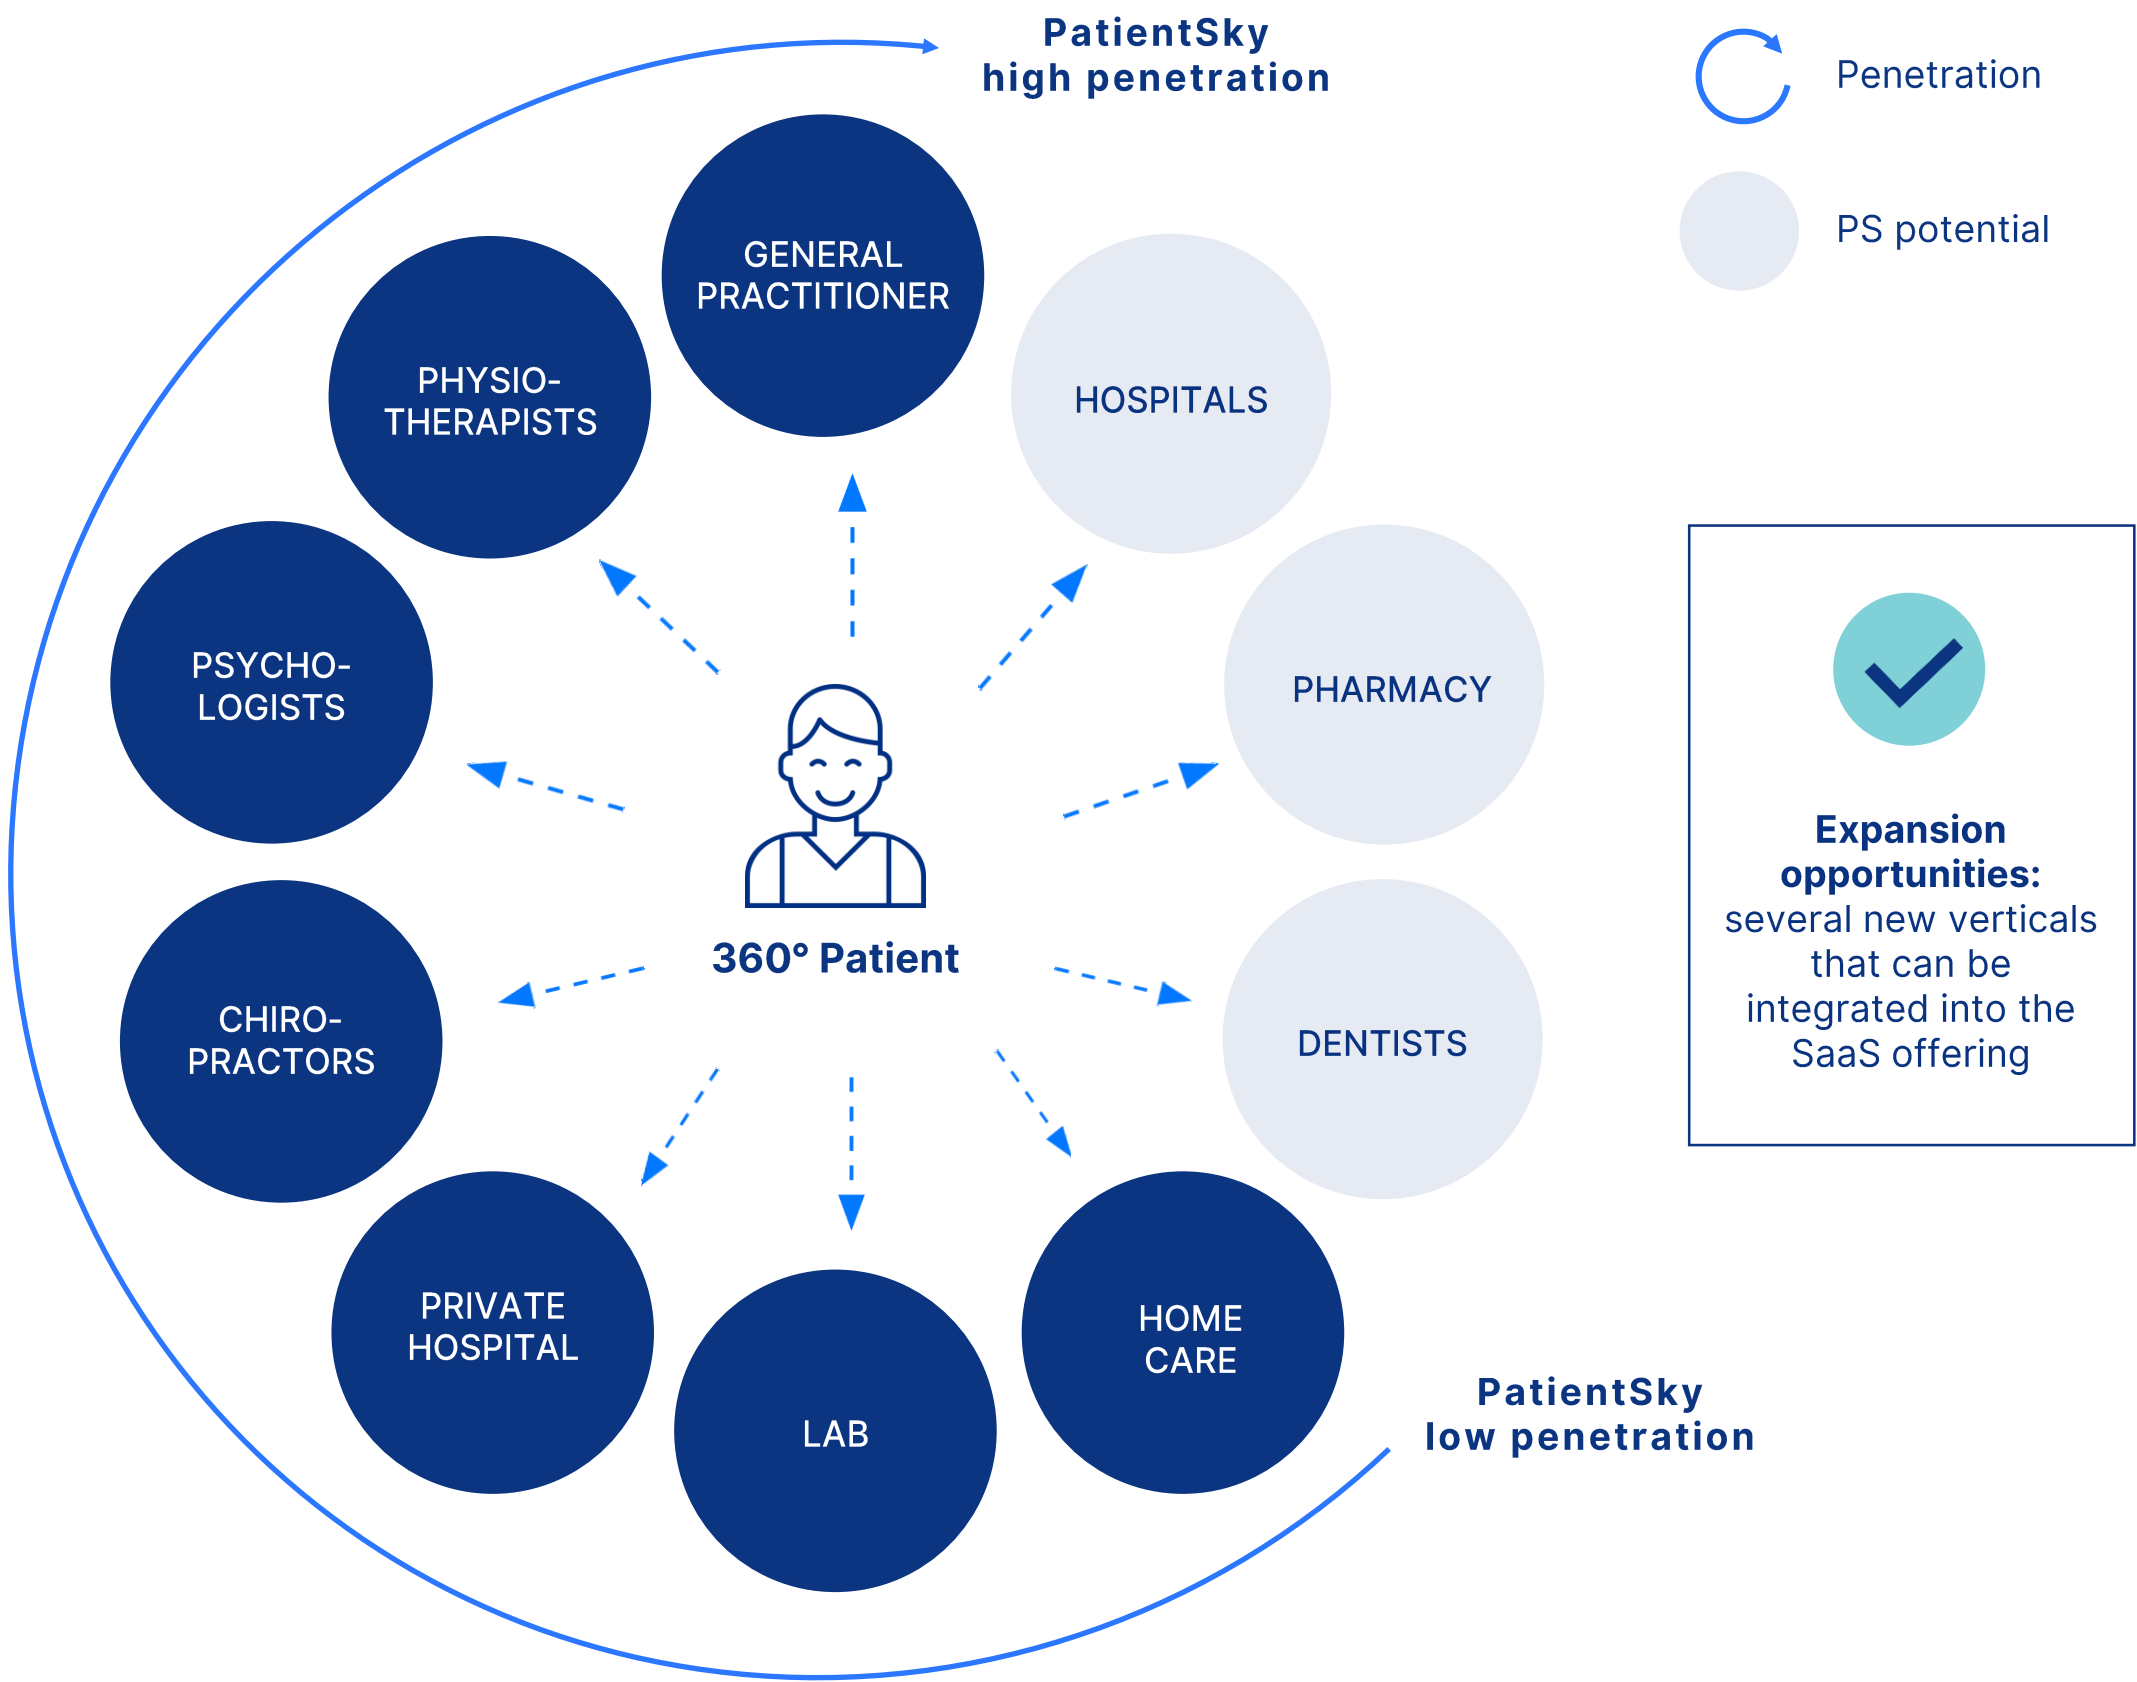 PatientSky
high penetration
Penetration
PS potential
GENERAL
PRACTITIONER
HOSPITALS
PHYSIO-
THERAPISTS
PSYCHO-
LOGISTS
PHARMACY
360° Patient
CHIRO-
PRACTORS
DENTISTS
PRIVATE
HOSPITAL
LAB
HOME
CARE
Expansion
opportunities:
several new verticals
that can be
integrated into the
SaaS offering
PatientSky
low penetration